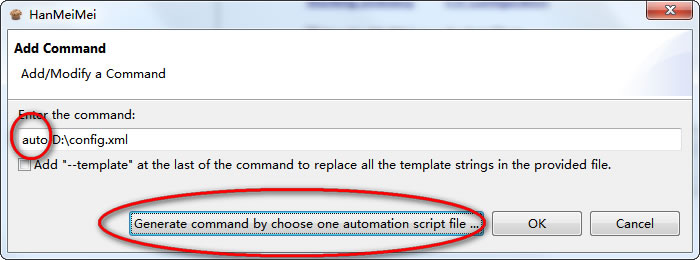 HanMeiMei
Add Command
Add/Modify a Command
Enter the command:
auto D:\config.xml
Add "--template" at the last of the command to replace all the template strings in the provided file.
Generate command by choose one automation script file ...
OK
Cancel